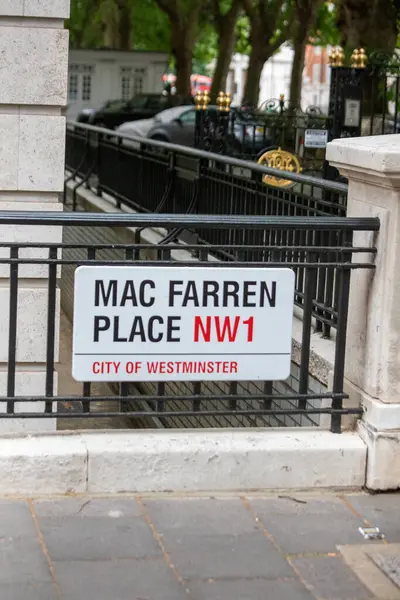 MAC FARREN
PLACE NW1
CITY OF WESTMINSTER